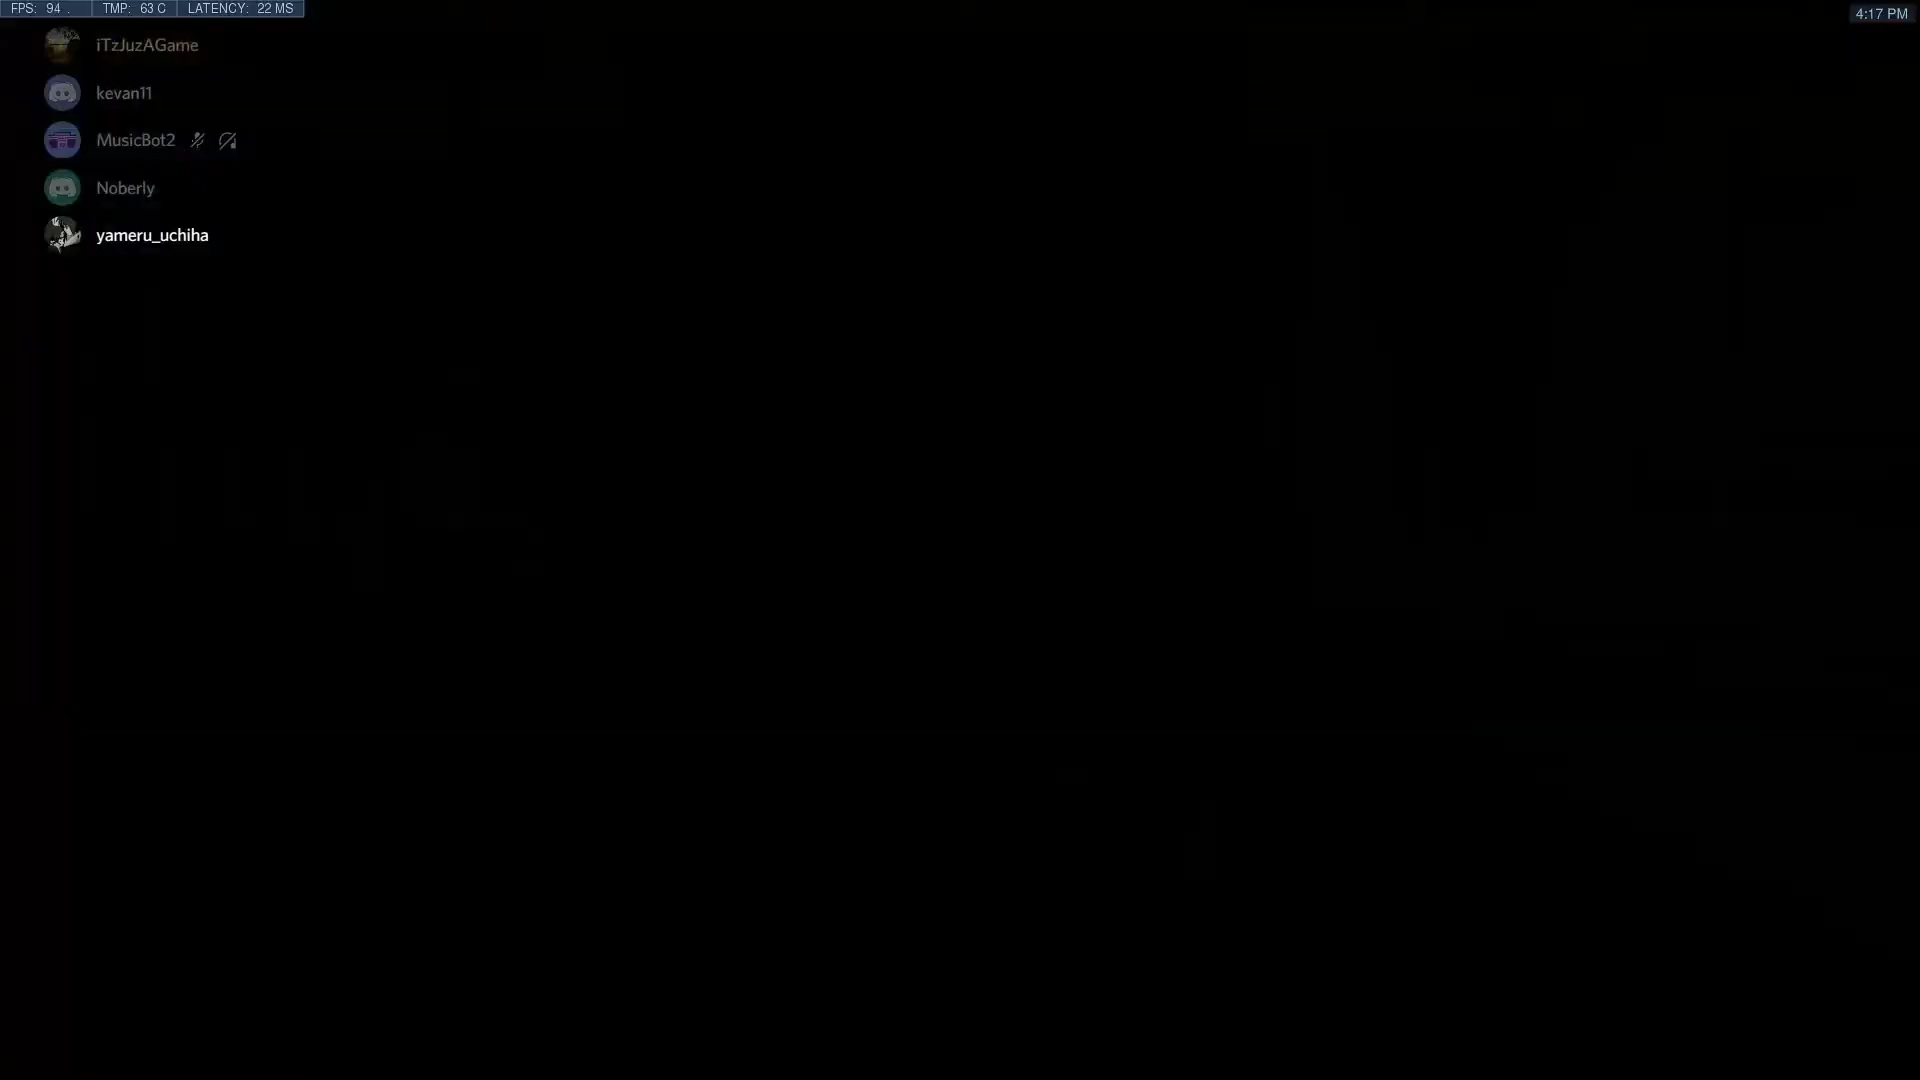 FPS: 94 . TMP: 63 C LATENCY: 22 MS
4:17 PM
iTzJuzAGame
kevan11
MusicBot2
Noberly
yameru_uchiha